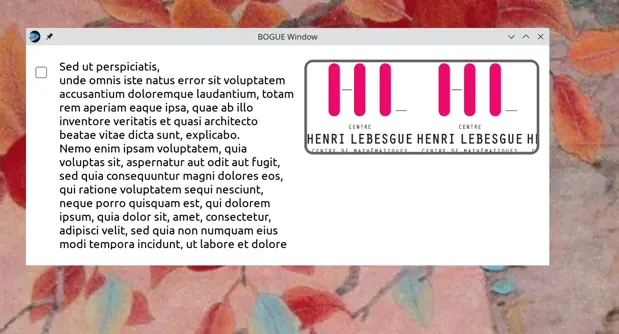 BOGUE Window
Sed ut perspiciatis,
unde omnis iste natus error sit voluptatem
accusantium doloremque laudantium, totam
rem aperiam eaque ipsa, quae ab illo
inventore veritatis et quasi architecto
beatae vitae dicta sunt, explicabo.
Nemo enim ipsam voluptatem, quia
voluptas sit, aspernatur aut odit aut fugit,
sed quia consequuntur magni dolores eos,
qui ratione voluptatem sequi nesciunt,
neque porro quisquam est, qui dolorem
ipsum, quia dolor sit, amet, consectetur,
adipisci velit, sed quia non numquam eius
modi tempora incidunt, ut labore et dolore
CENTRE CENTRE
HENRI LEBESGUE HENRI LEBESGUE H
CENTRE DE MATHÉMATIQUES CENTRE DE MATHÉMATIQUES